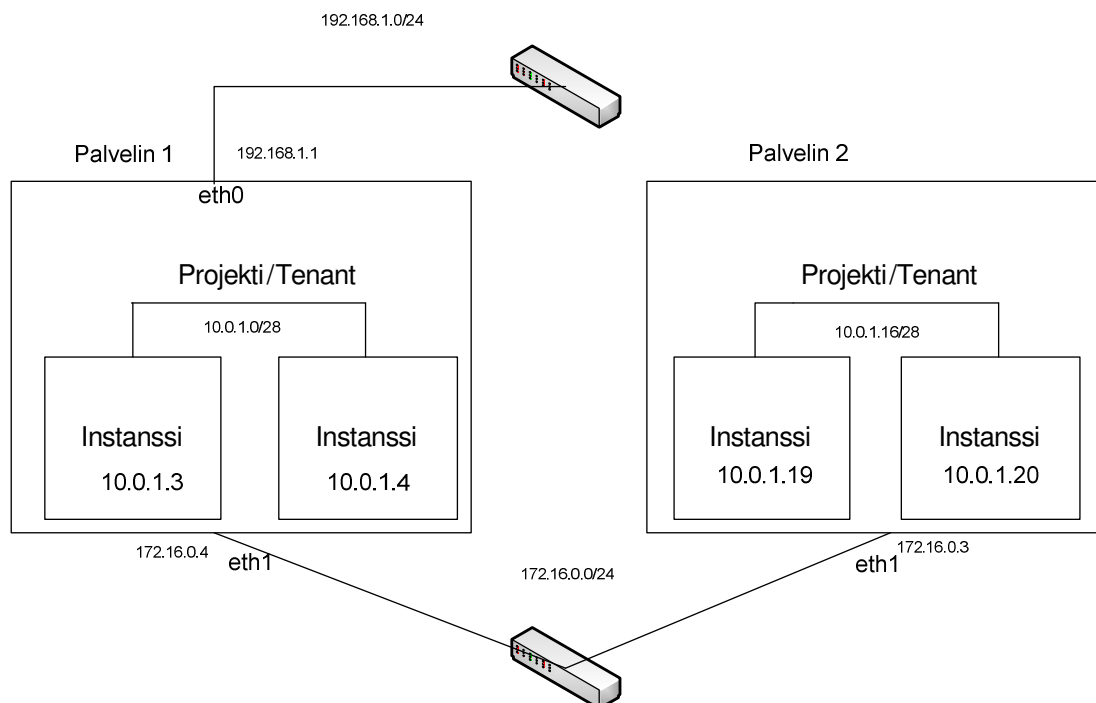 192.168.1.0/24
Palvelin 1
192.168.1.1
eth0
Projekti/Tenant
10.0.1.0/28
Instanssi
10.0.1.3
Instanssi
10.0.1.4
172.16.0.4
eth1
Palvelin 2
Projekti/Tenant
10.0.1.16/28
Instanssi
10.0.1.19
Instanssi
10.0.1.20
eth1
172.16.0.3
172.16.0.0/24